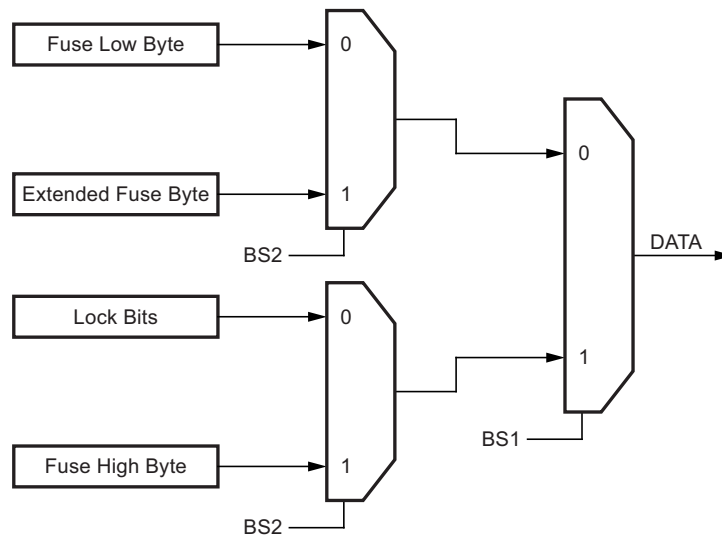 Fuse Low Byte
0
Extended Fuse Byte
1
BS2
0
DATA
Lock Bits
0
1
BS1
Fuse High Byte
1
BS2